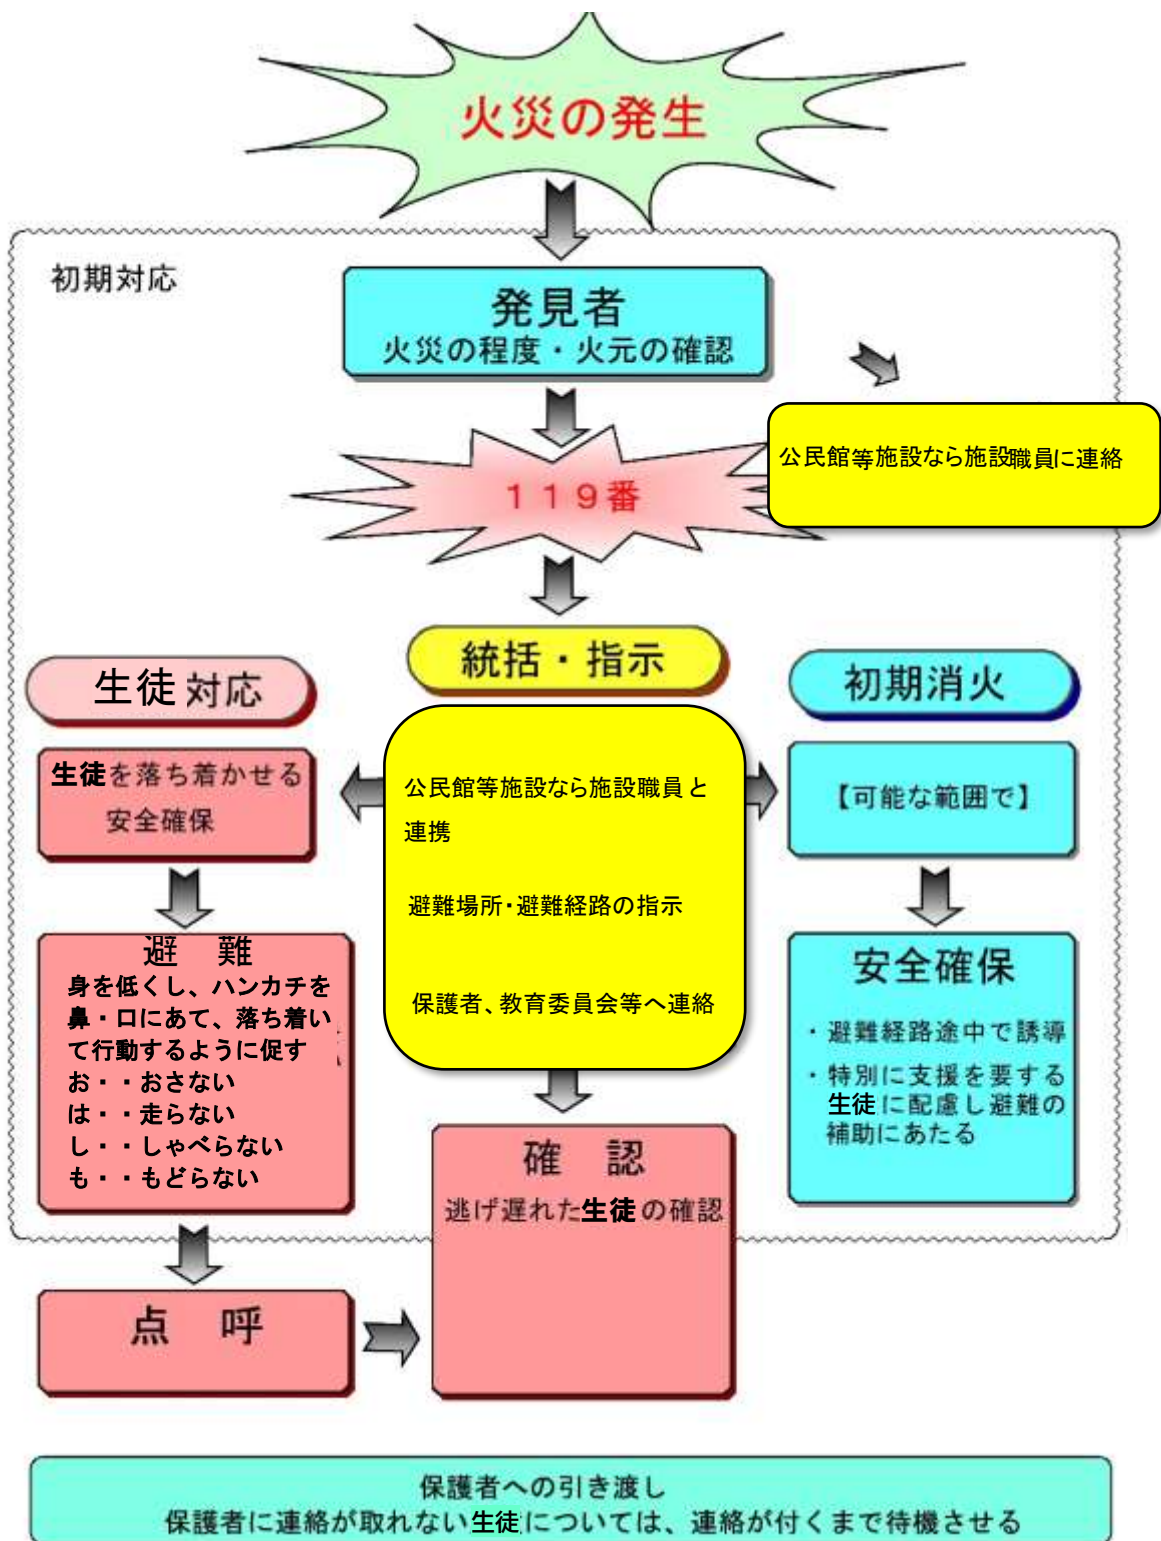 火災の発生
初期対応
発見者
火災の程度・火元の確認
公民館等施設なら施設職員に連絡
119番
統括・指示
生徒対応
初期消火
生徒を落ち着かせる
安全確保
公民館等施設なら施設職員と
連携
避難場所・避難経路の指示
保護者、教育委員会等へ連絡
【可能な範囲で】
避 難
身を低くし、ハンカチを
鼻・口にあて、落ち着い
て行動するように促す
お・・おさない
は・・走らない
し・・しゃべらない
も・・もどらない
安全確保
・避難経路途中で誘導
・特別に支援を要する
生徒に配慮し避難の
補助にあたる
確 認
逃げ遅れた生徒の確認
点 呼
保護者への引き渡し
保護者に連絡が取れない生徒については、連絡が付くまで待機させる